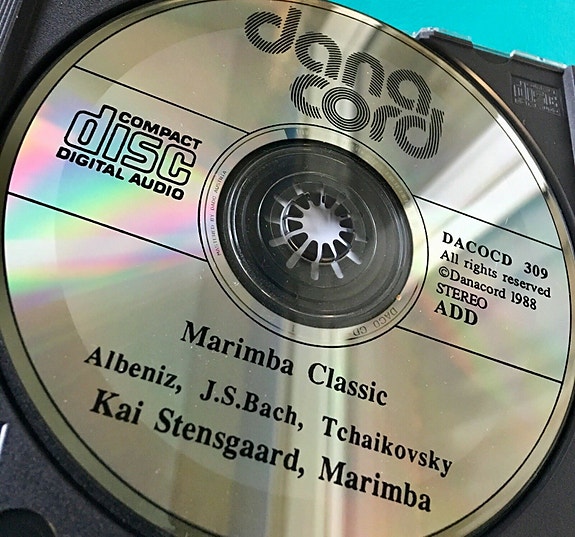 dana
cord
COMPACT
disc
DIGITAL AUDIO
DACOCD 309
All rights reserved
©Danacord 1988
STEREO
ADD
Marimba Classic
Albeniz, J.S.Bach, Tchaikovsky
Kai Stensgaard, Marimba